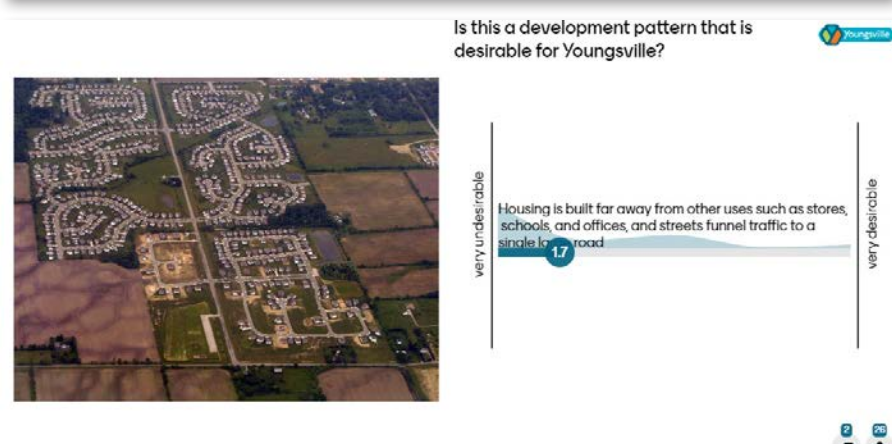 Is this a development pattern that is
desirable for Youngsville?
Youngsville
very undesirable
Housing is built far away from other uses such as stores,
schools, and offices, and streets funnel traffic to a
single road
1.7
very desirable
2 26